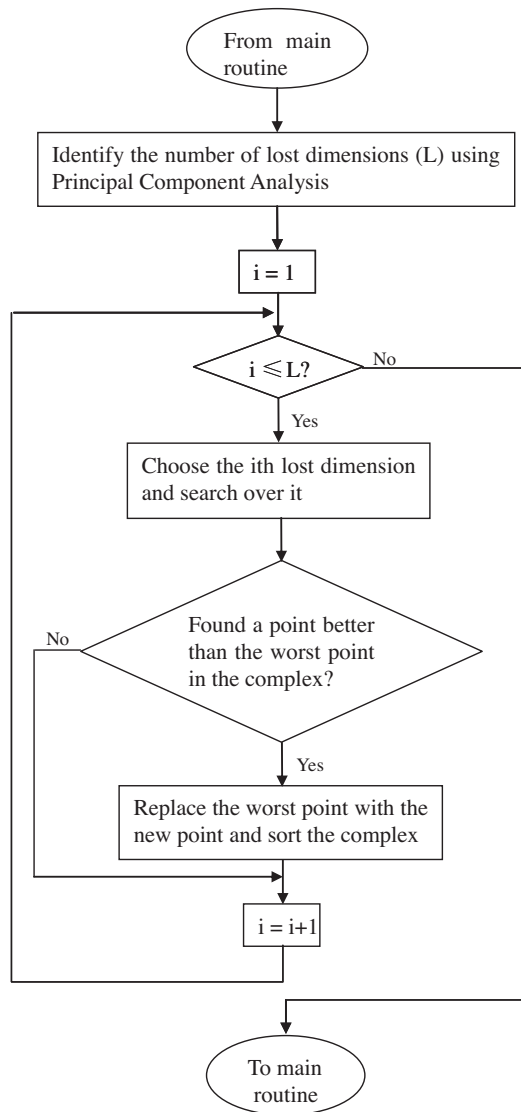 From main
routine
Identify the number of lost dimensions (L) using
Principal Component Analysis
i = 1
i ⩽ L?
No
Yes
Choose the ith lost dimension
and search over it
Found a point better
than the worst point
in the complex?
No
Yes
Replace the worst point with the
new point and sort the complex
i = i+1
To main
routine